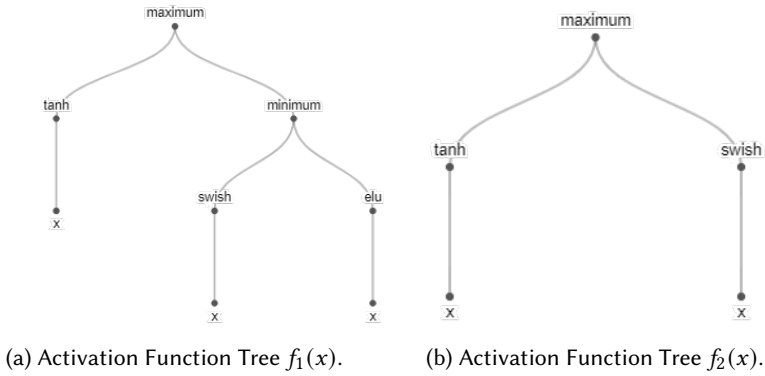 maximum
tanh
minimum
swish
elu
x
x
x
(a) Activation Function Tree f₁(x).
maximum
tanh
swish
x
x
(b) Activation Function Tree f₂(x).